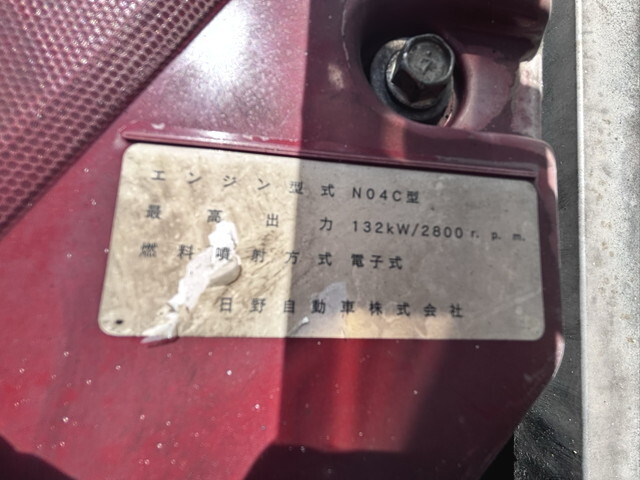 エンジン型式 N04C型
最高出力 132kW/2800 r.p.m.
燃料噴射方式 電子式
日野自動車株式会社